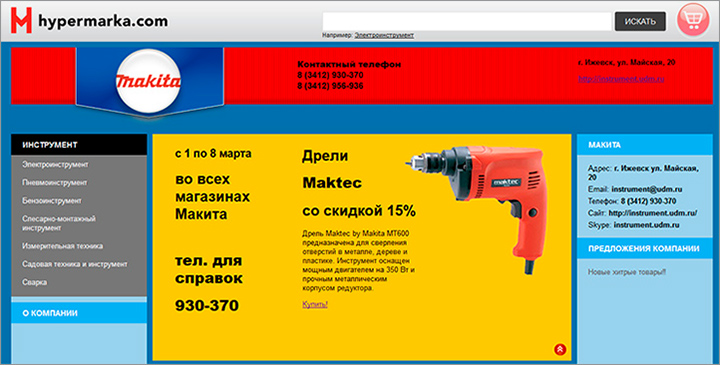 hypermarka.com
ИСКАТЬ
Например: Электроинструмент
makita
Контактный телефон
8 (3412) 930-370
8 (3412) 956-936
г. Ижевск, ул. Майская, 20
http://instrument.udm.ru
ИНСТРУМЕНТ
Электроинструмент
Пневмоинструмент
Бензоинструмент
Слесарно-монтажный
инструмент
Измерительная техника
Садовая техника и инструмент
Сварка
О КОМПАНИИ
с 1 по 8 марта
во всех
магазинах
Макита
тел. для
справок
930-370
Дрели
Maktec
со скидкой 15%
Дрель Maktec by Makita MT600
предназначена для сверления
отверстий в металле, дереве и
пластике. Инструмент оснащен
мощным двигателем на 350 Вт и
прочным металлическим
корпусом редуктора.
Купить!
maktec
МАКИТА
Адрес: г. Ижевск ул. Майская,
20
Email: instrument@udm.ru
Телефон: 8 (3412) 930-370
Сайт: http://instrument.udm.ru/
Skype: instrument.udm.ru
ПРЕДЛОЖЕНИЯ КОМПАНИИ
Новые хитрые товары!!